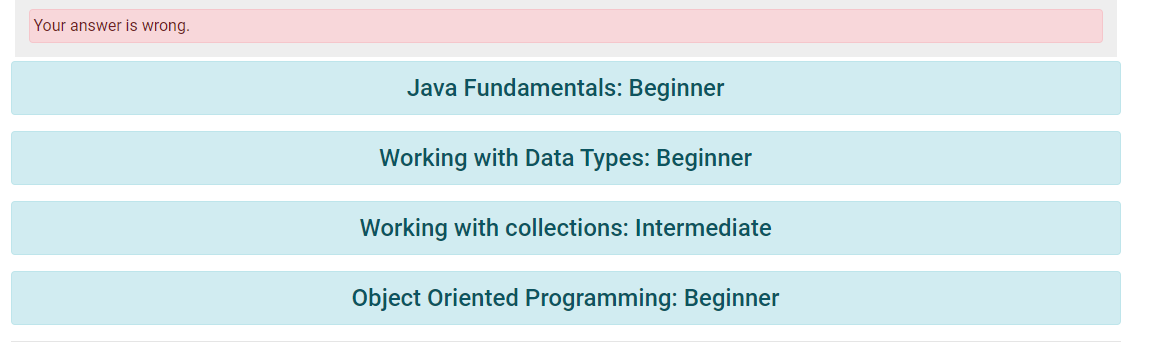 Your answer is wrong.
Java Fundamentals: Beginner
Working with Data Types: Beginner
Working with collections: Intermediate
Object Oriented Programming: Beginner